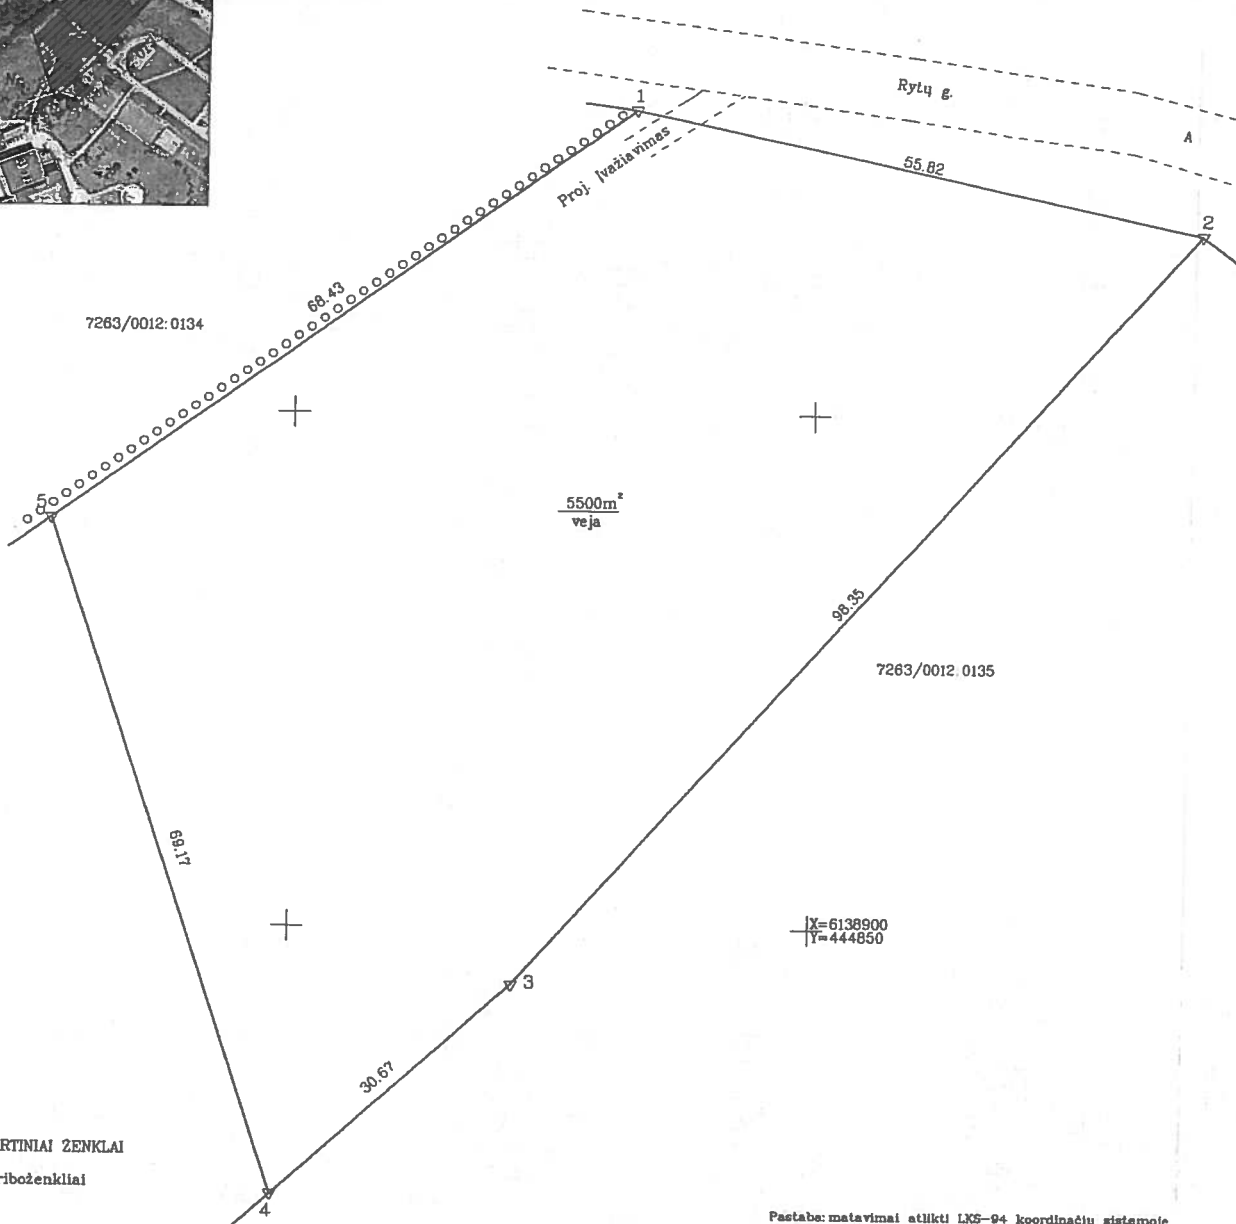 Rytų g.
1
A
Proj. Įvažiavimas
55.82
2
68.43
7263/0012:0134
5
5500m²
veja
98.35
7263/0012:0135
69.17
X=6138900
Y=444850
3
30.67
RTINIAI ŽENKLAI
riboženkliai
4
Pastaba: matavimai atlikti LKS-94 koordinačių sistemoje